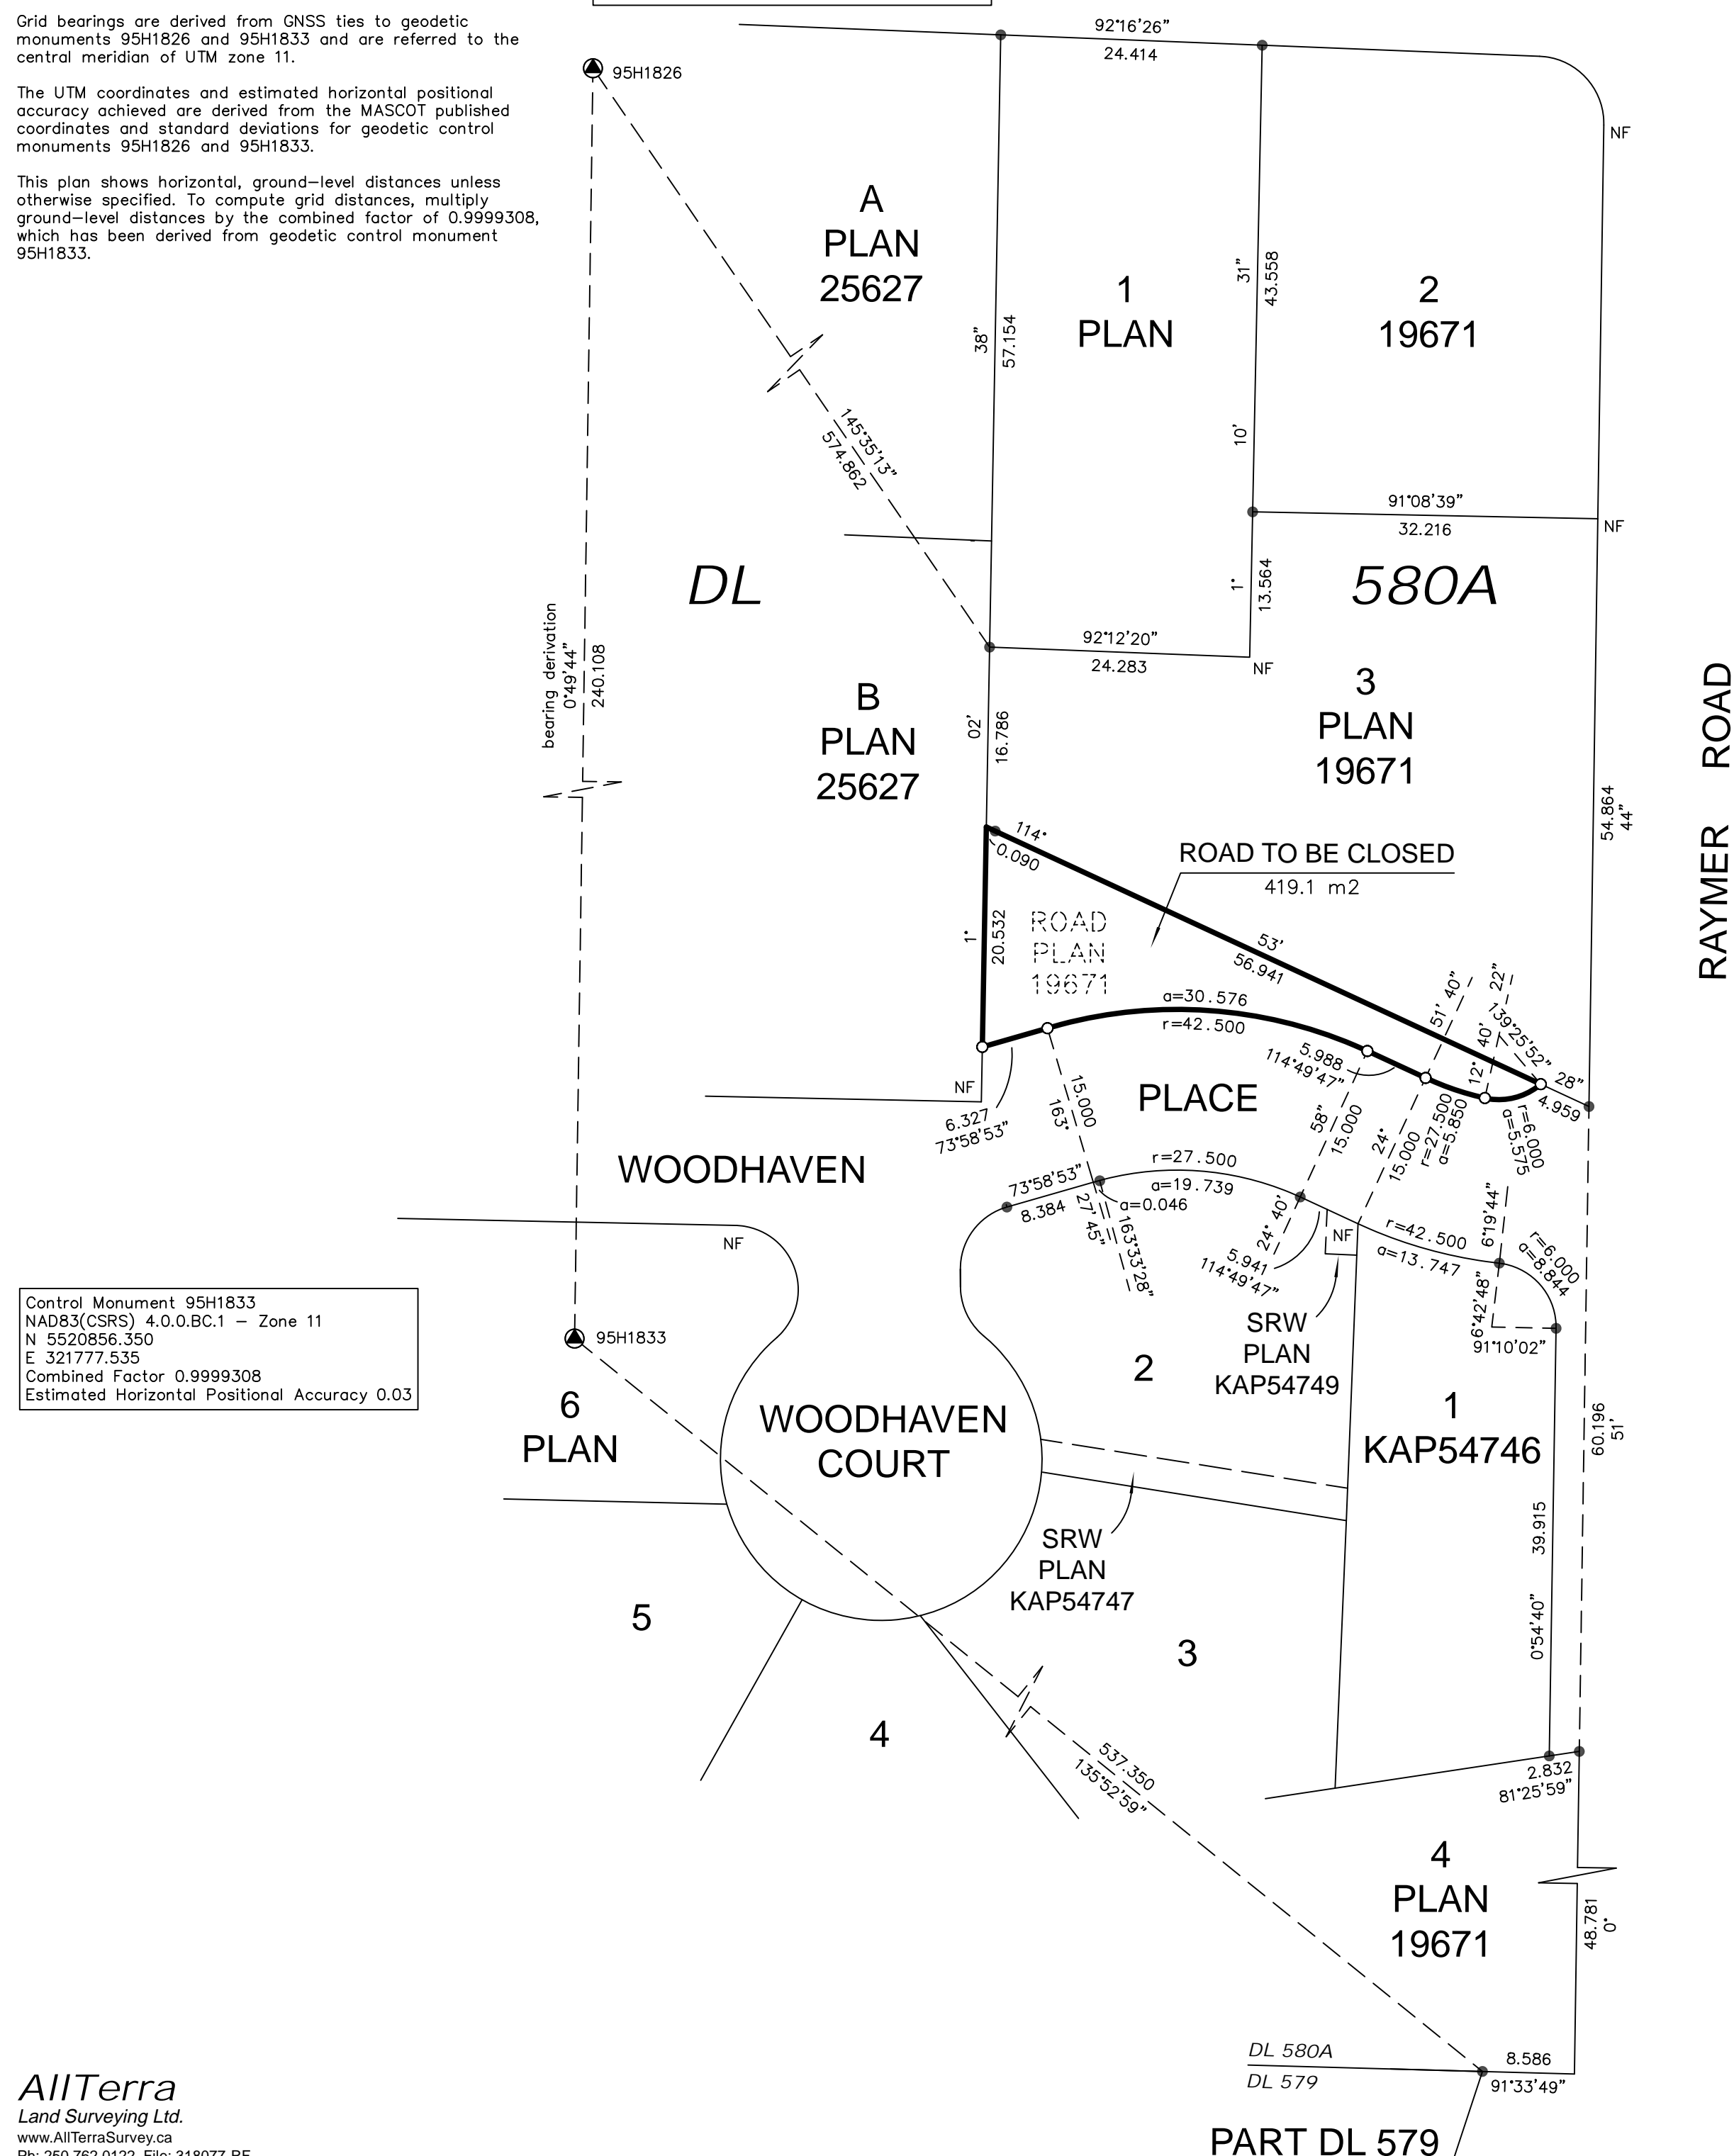 Grid bearings are derived from GNSS ties to geodetic
monuments 95H1826 and 95H1833 and are referred to the
central meridian of UTM zone 11.
The UTM coordinates and estimated horizontal positional
accuracy achieved are derived from the MASCOT published
coordinates and standard deviations for geodetic control
monuments 95H1826 and 95H1833.
This plan shows horizontal, ground-level distances unless
otherwise specified. To compute grid distances, multiply
ground-level distances by the combined factor of 0.9999308,
which has been derived from geodetic control monument
95H1833.
95H1826
92°16'26"
24.414
NF
A
PLAN
25627
38"
57.154
1
PLAN
31"
43.558
10'
2
19671
145°35'13"
574.862
91°08'39"
32.216
NF
DL
580A
1°
13.564
bearing derivation
0°49'44"
240.108
92°12'20"
24.283
NF
B
PLAN
25627
02'
16.786
3
PLAN
19671
RAYMER ROAD
54.864
44"
114°
0.090
ROAD TO BE CLOSED
419.1 m2
1°
20.532
ROAD
PLAN
19671
53'
56.941
a=30.576
r=42.500
51' 40"
22"
40'
12°
139°25'52"
28"
4.959
5.988
114°49'47"
NF
6.327
73°58'53"
15.000
163°
PLACE
58"
15.000
24°
15.000
r=27.500
a=5.850
r=6.000
a=5.575
WOODHAVEN
73°58'53"
8.384
r=27.500
a=19.739
a=0.046
27' 45"
163°33'28"
24° 40'
5.941
114°49'47"
NF
r=42.500
a=13.747
6°19'44"
r=6.000
a=8.844
6°42'48"
91°10'02"
NF
Control Monument 95H1833
NAD83(CSRS) 4.0.0.BC.1 - Zone 11
N 5520856.350
E 321777.535
Combined Factor 0.9999308
Estimated Horizontal Positional Accuracy 0.03
95H1833
SRW
PLAN
KAP54749
2
6
PLAN
WOODHAVEN
COURT
1
KAP54746
60.196
51'
39.915
0°54'40"
SRW
PLAN
KAP54747
5
3
4
537.350
135°52'59"
2.832
81°25'59"
4
PLAN
19671
48.781
0°
DL 580A
DL 579
8.586
91°33'49"
PART DL 579
AllTerra
Land Surveying Ltd.
www.AllTerraSurvey.ca